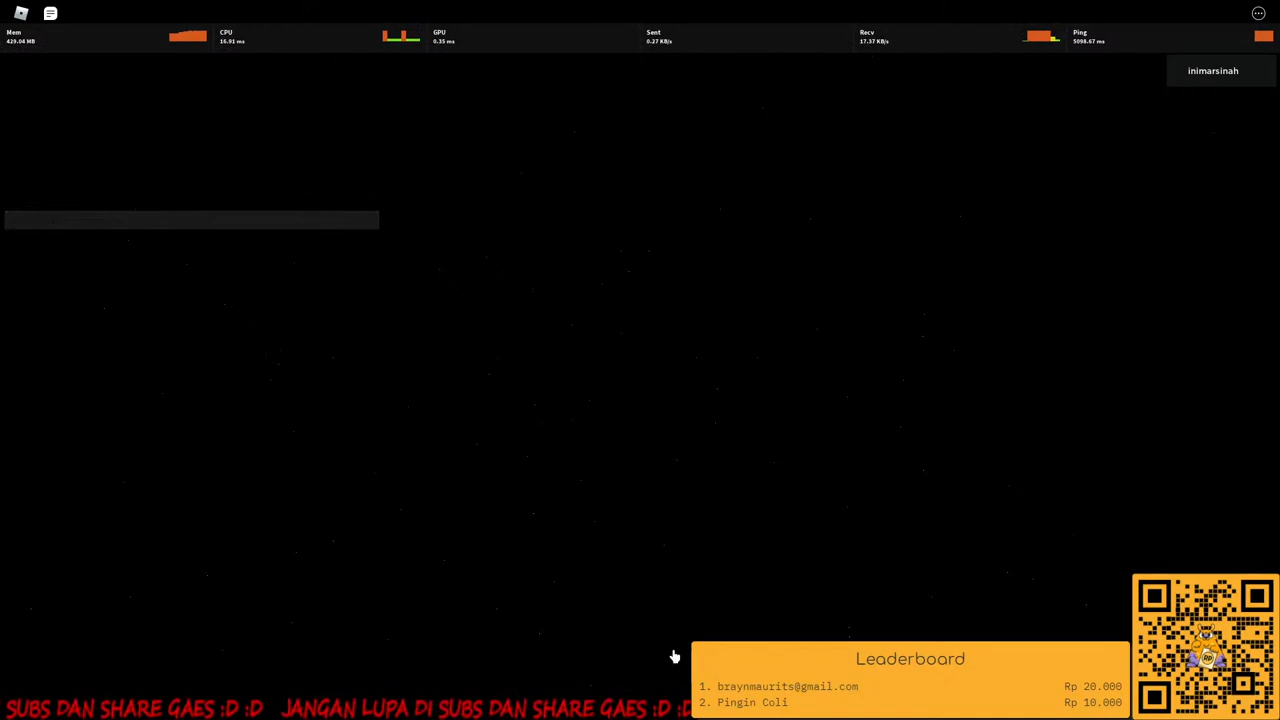 Mem
429.04 MB
CPU
16.91 ms
GPU
0.35 ms
Sent
0.27 KB/s
Recv
17.37 KB/s
Ping
5098.67 ms
inimarsinah
Leaderboard
1. braynmaurits@gmail.com Rp 20.000
2. Pingin Coli Rp 10.000
SUBS DAN SHARE GAES :D :D JANGAN LUPA DI SUBS DAN SHARE GAES :D :D